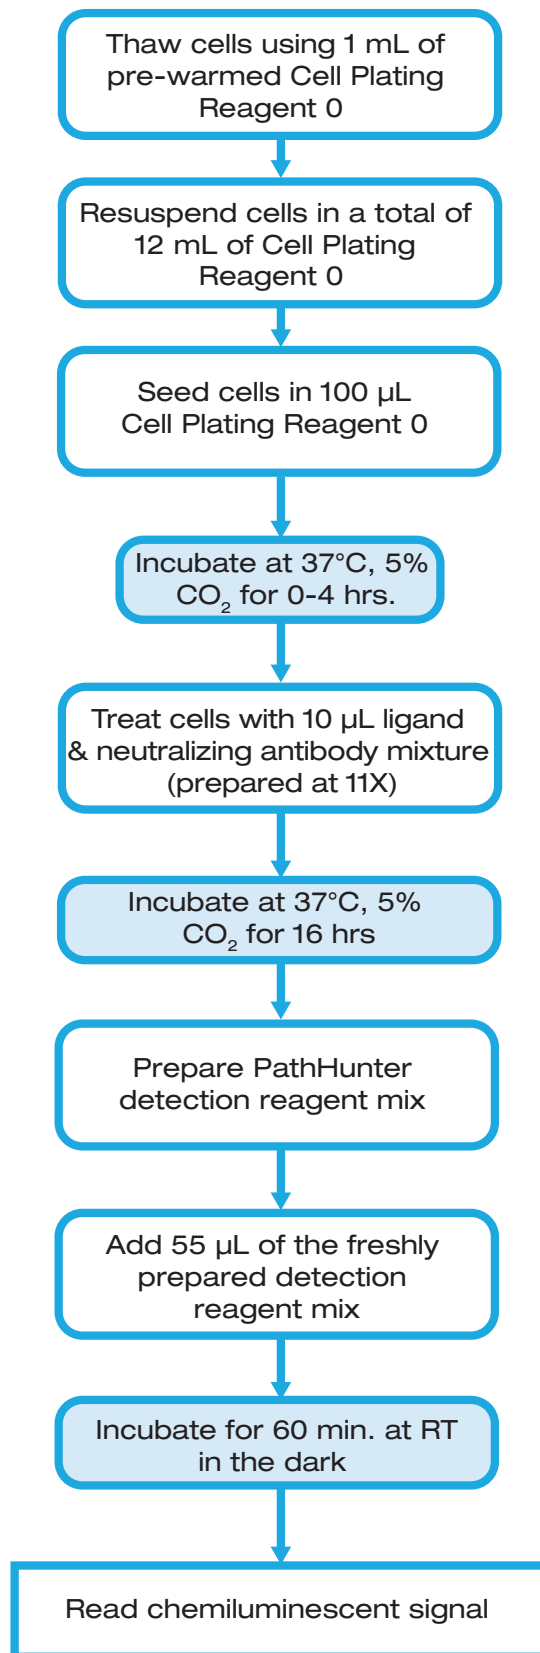 Thaw cells using 1 mL of
pre-warmed Cell Plating
Reagent 0
Resuspend cells in a total of
12 mL of Cell Plating
Reagent 0
Seed cells in 100 µL
Cell Plating Reagent 0
Incubate at 37°C, 5%
CO₂ for 0-4 hrs.
Treat cells with 10 µL ligand
& neutralizing antibody mixture
(prepared at 11X)
Incubate at 37°C, 5%
CO₂ for 16 hrs
Prepare PathHunter
detection reagent mix
Add 55 µL of the freshly
prepared detection
reagent mix
Incubate for 60 min. at RT
in the dark
Read chemiluminescent signal